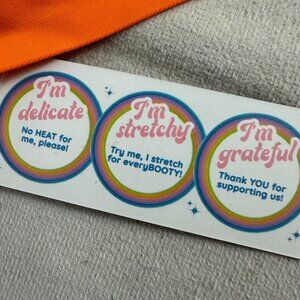 I'm
delicate
No HEAT for
me, please!
I'm
stretchy
Try me, I stretch
for everyBOOTY!
I'm
grateful
Thank YOU for
supporting us!